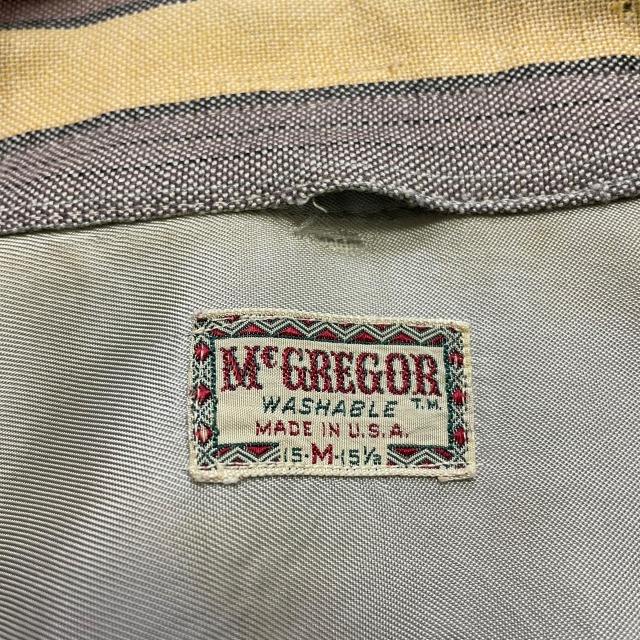 McGREGOR
WASHABLE T.M.
MADE IN U.S.A.
15-M-15½